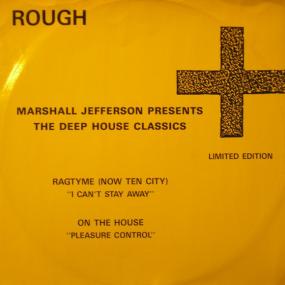 ROUGH
MARSHALL JEFFERSON PRESENTS
THE DEEP HOUSE CLASSICS
LIMITED EDITION
RAGTYME (NOW TEN CITY)
"I CAN'T STAY AWAY"
ON THE HOUSE
"PLEASURE CONTROL"